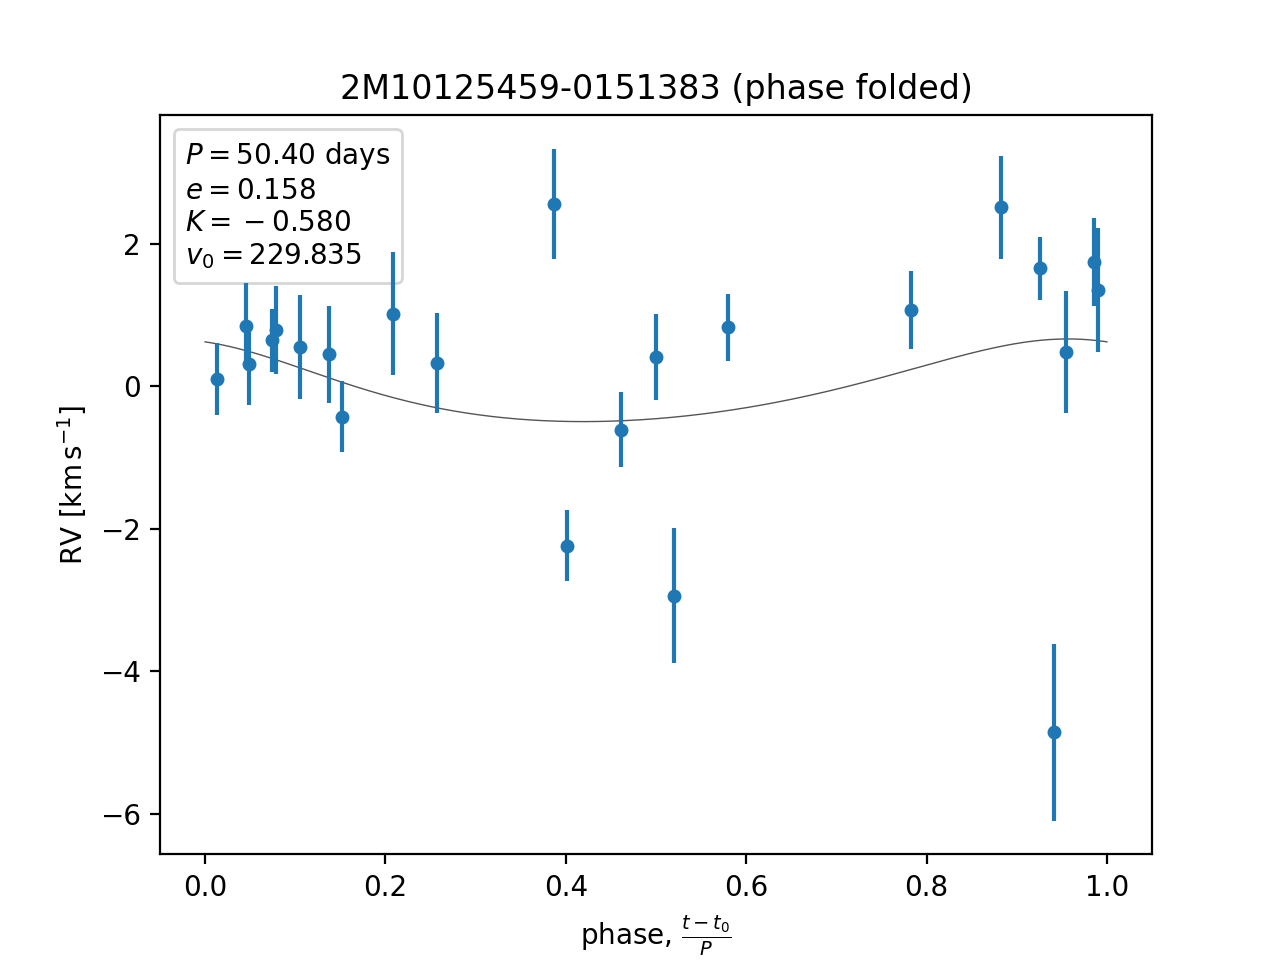 2M10125459-0151383 (phase folded)
P = 50.40 days
e = 0.158
K = −0.580
v₀ = 229.835
RV [km s⁻¹]
2
0
−2
−4
−6
0.0 0.2 0.4 0.6 0.8 1.0
phase, (t − t₀)/P